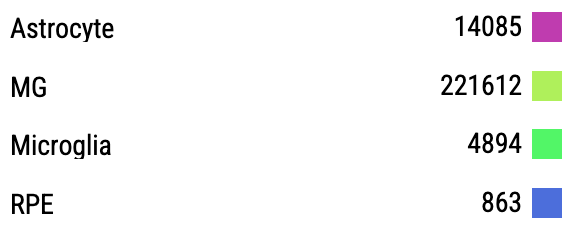 Astrocyte 14085
MG 221612
Microglia 4894
RPE 863